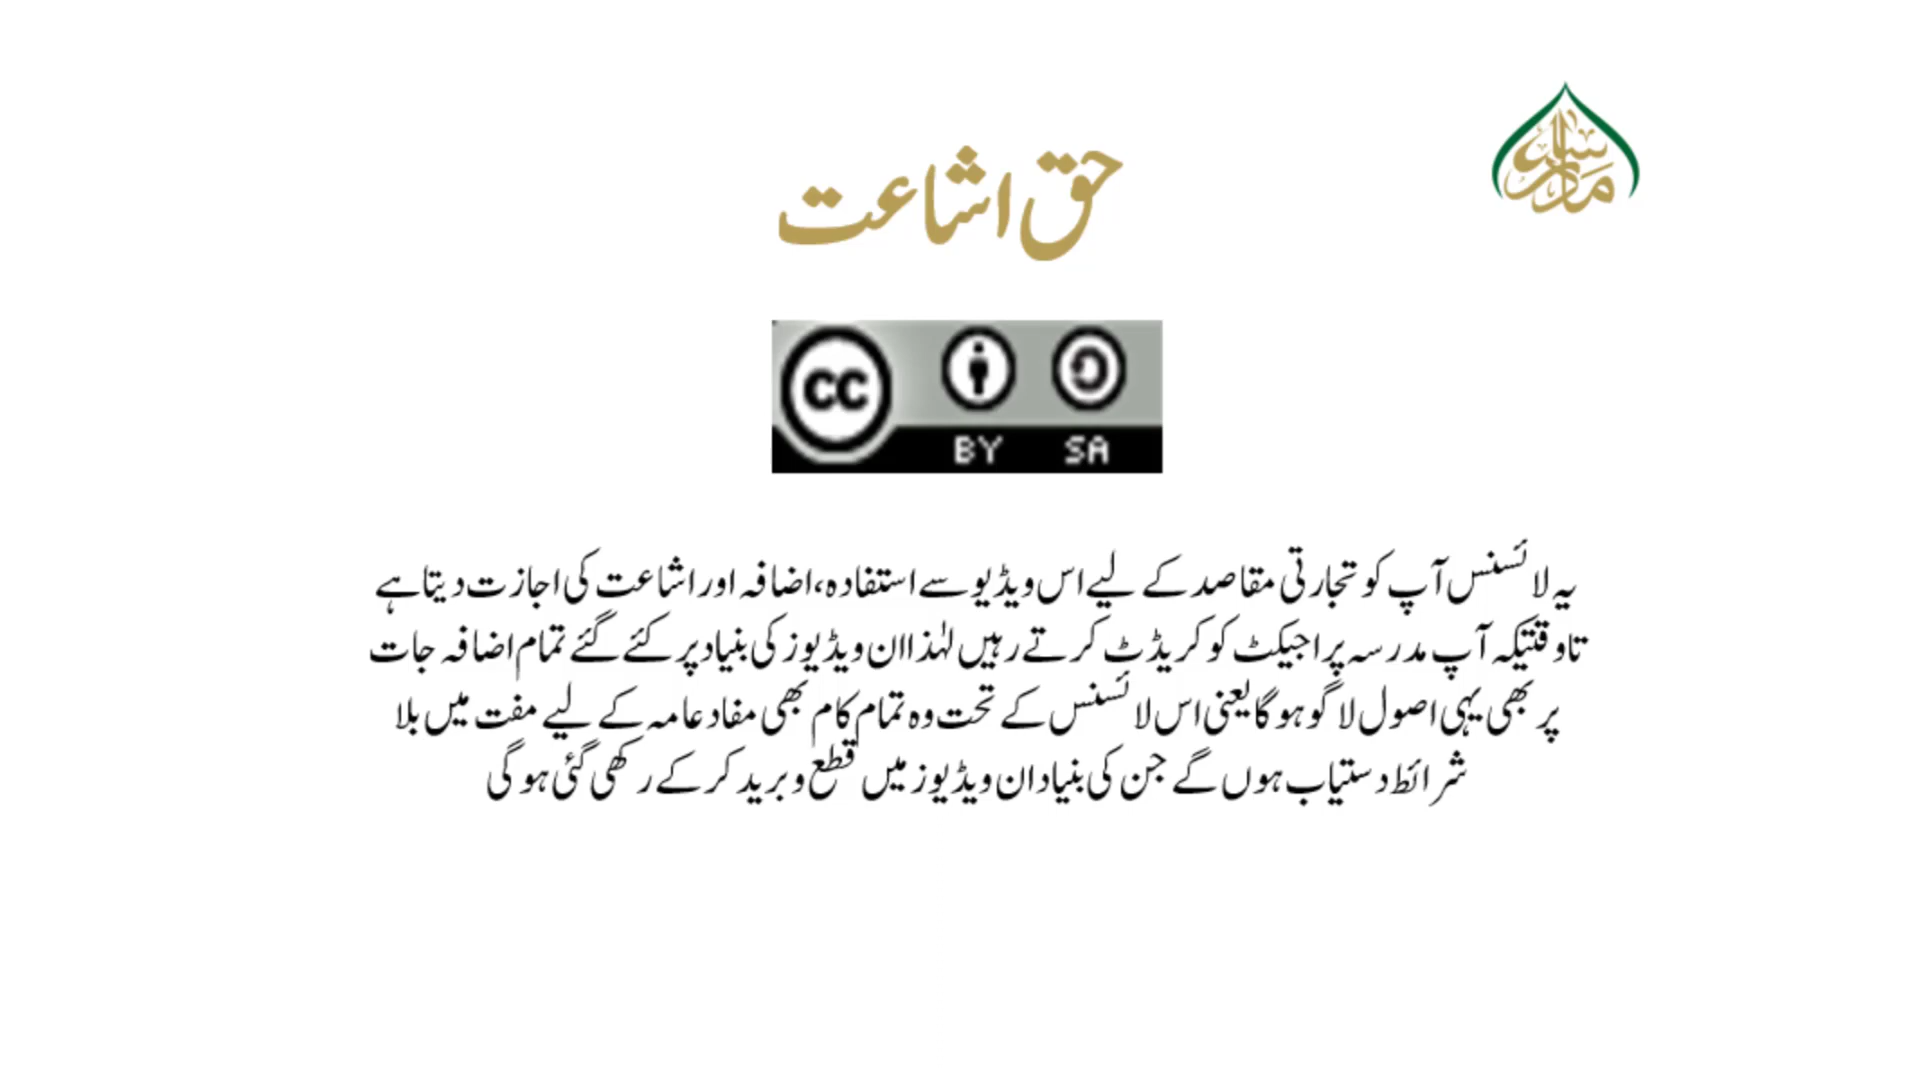 حق اشاعت
مدرسہ
cc
BY SA
یہ لائسنس آپ کو تجارتی مقاصد کے لیے اس ویڈیو سے استفادہ، اضافہ اور اشاعت کی اجازت دیتا ہے
تاوقتیکہ آپ مدرسہ پراجیکٹ کو کریڈٹ کرتے رہیں لہٰذا ان ویڈیوز کی بنیاد پر کئے گئے تمام اضافہ جات
پر بھی یہی اصول لاگو ہوگا یعنی اس لائسنس کے تحت وہ تمام کام بھی مفاد عامہ کے لیے مفت میں بلا
شرائط دستیاب ہوں گے جن کی بنیاد ان ویڈیوز میں قطع و برید کر کے رکھی گئی ہو گی